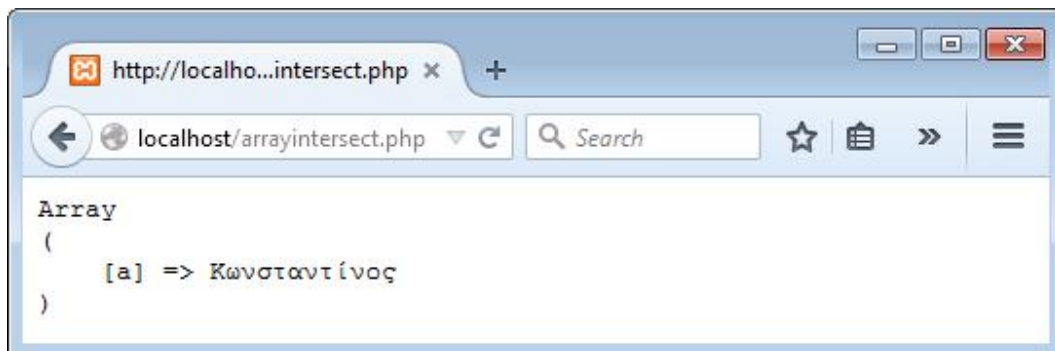 http://localho...intersect.php
localhost/arrayintersect.php
Search
Array
(
[a] => Κωνσταντίνος
)